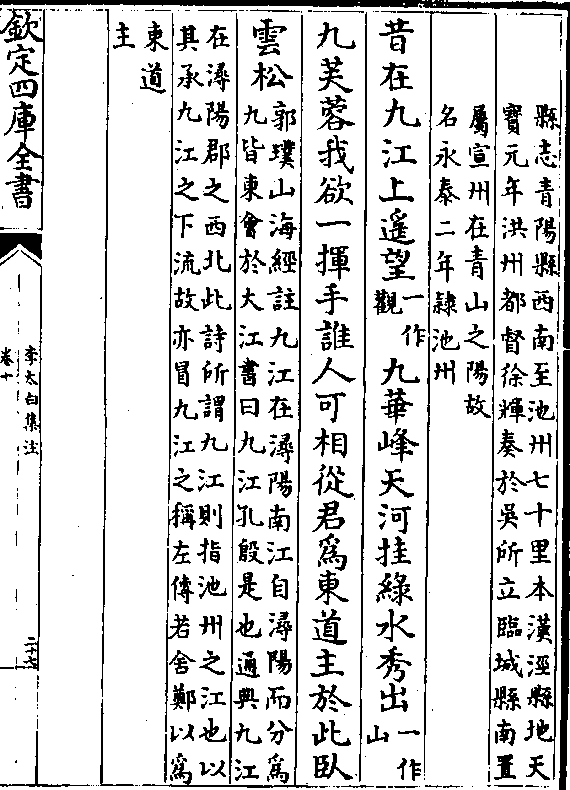 縣志青陽縣西南至池州七十里本漢涇縣地天
寶元年洪州都督徐輝奏於吳所立臨城縣南置
屬宣州在青山之陽故
名永泰二年隸池州
昔在九江上遙望一作觀九華峰天河挂綠水秀出一作山
九芙蓉我欲一揮手誰人可相從君為東道主於此臥
雲松
郭璞山海經註九江在潯陽南江自潯陽而分為
九皆東會於大江書曰九江孔殷是也通典九江
在潯陽郡之西北此詩所謂九江則指池州之江也以
其承九江之下流故亦冒九江之稱左傳若舍鄭以為
東道
主
欽定四庫全書
李太白集注
卷十
二十七